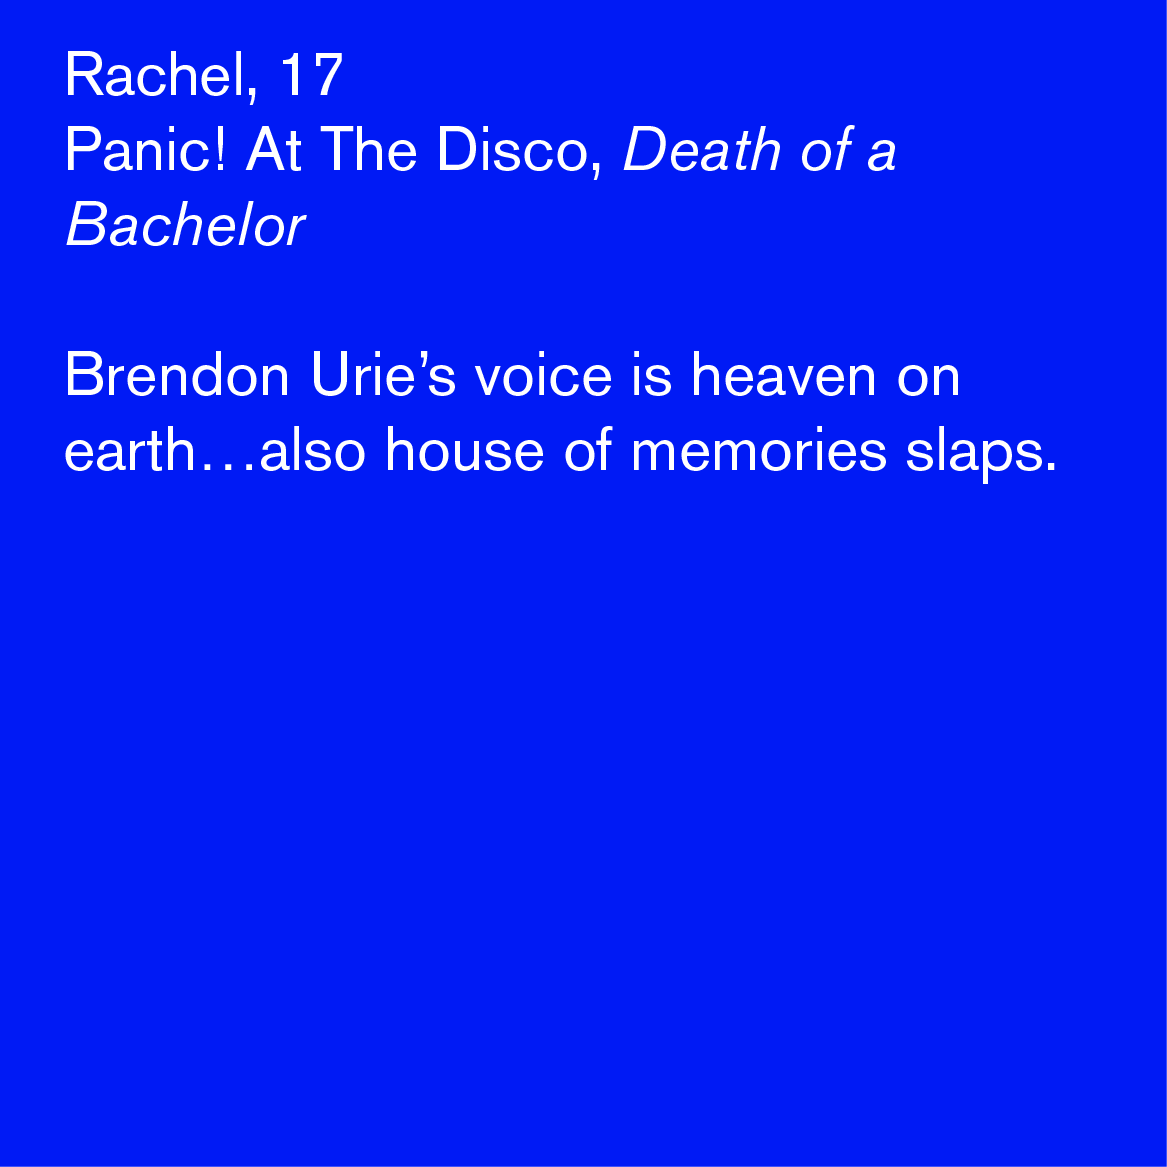 Rachel, 17
Panic! At The Disco, Death of a
Bachelor
Brendon Urie’s voice is heaven on
earth…also house of memories slaps.